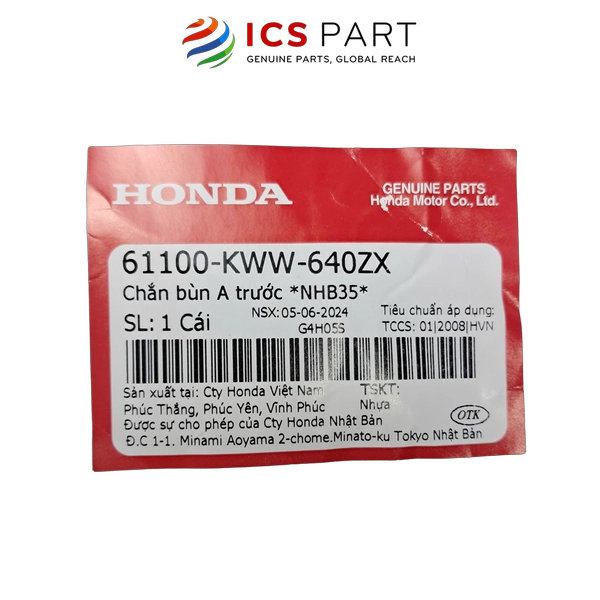 ICS PART
GENUINE PARTS, GLOBAL REACH
HONDA
GENUINE PARTS
Honda Motor Co., Ltd.
61100-KWW-640ZX
Chắn bùn A trước *NHB35*
SL: 1 Cái
NSX: 05-06-2024
G4H05S
Tiêu chuẩn áp dụng:
TCCS: 01|2008|HVN
Sản xuất tại: Cty Honda Việt Nam
TSKT:
Phúc Thắng, Phúc Yên, Vĩnh Phúc
Nhựa
Được sự cho phép của Cty Honda Nhật Bản
OTK
Đ.C 1-1. Minami Aoyama 2-chome.Minato-ku Tokyo Nhật Bản